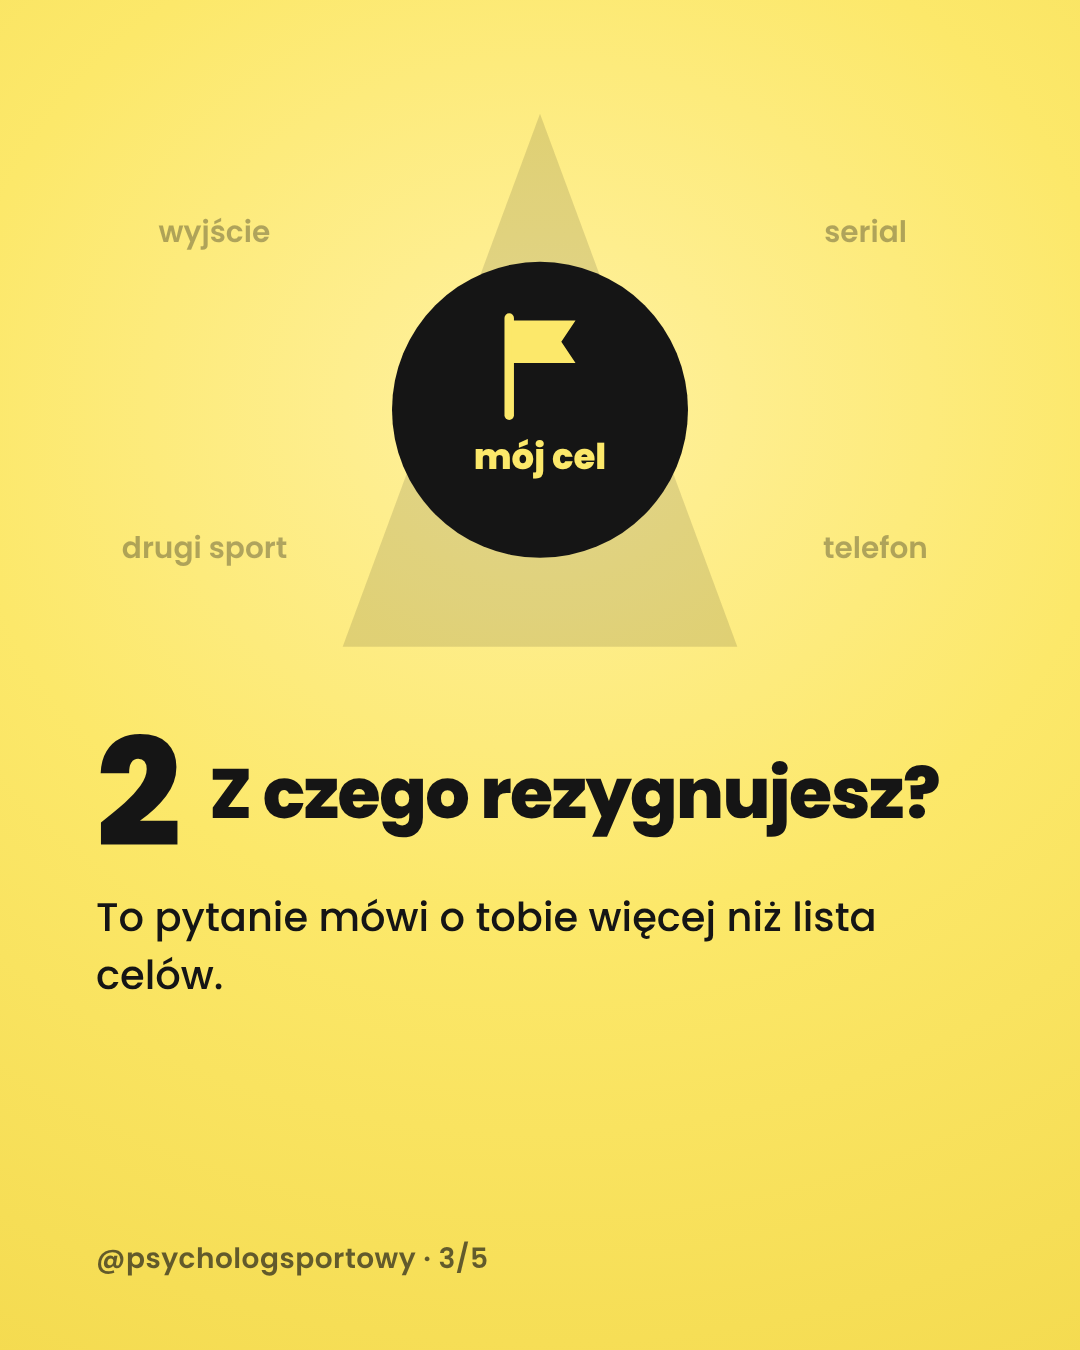 wyjście
serial
mój cel
drugi sport
telefon
2 Z czego rezygnujesz?
To pytanie mówi o tobie więcej niż lista
celów.
@psychologsportowy · 3/5